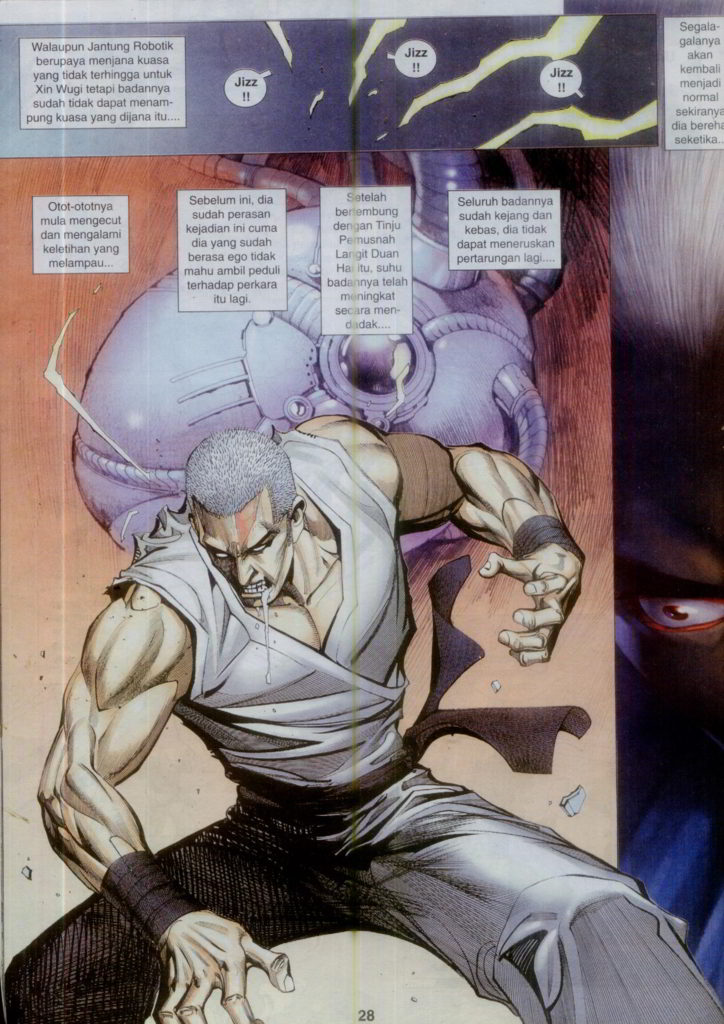 Walaupun Jantung Robotik
berupaya menjana kuasa
yang tidak terhingga untuk
Xin Wugi tetapi badannya
sudah tidak dapat menam-
pung kuasa yang dijana itu....
Jizz
!!
Jizz
!!
Jizz
!!
Segala-
galanya
akan
kembali
menjadi
normal
sekiranya
dia bereha
seketika..
Otot-ototnya
mula mengecut
dan mengalami
keletihan yang
melampau...
Sebelum ini, dia
sudah perasan
kejadian ini cuma
dia yang sudah
berasa ego tidak
mahu ambil peduli
terhadap perkara
itu lagi.
Setelah
bertembung
dengan Tinju
Pemusnah
Langit Duan
Hai itu, suhu
badannya telah
meningkat
secara men-
dadak....
Seluruh badannya
sudah kejang dan
kebas, dia tidak
dapat meneruskan
pertarungan lagi....
28